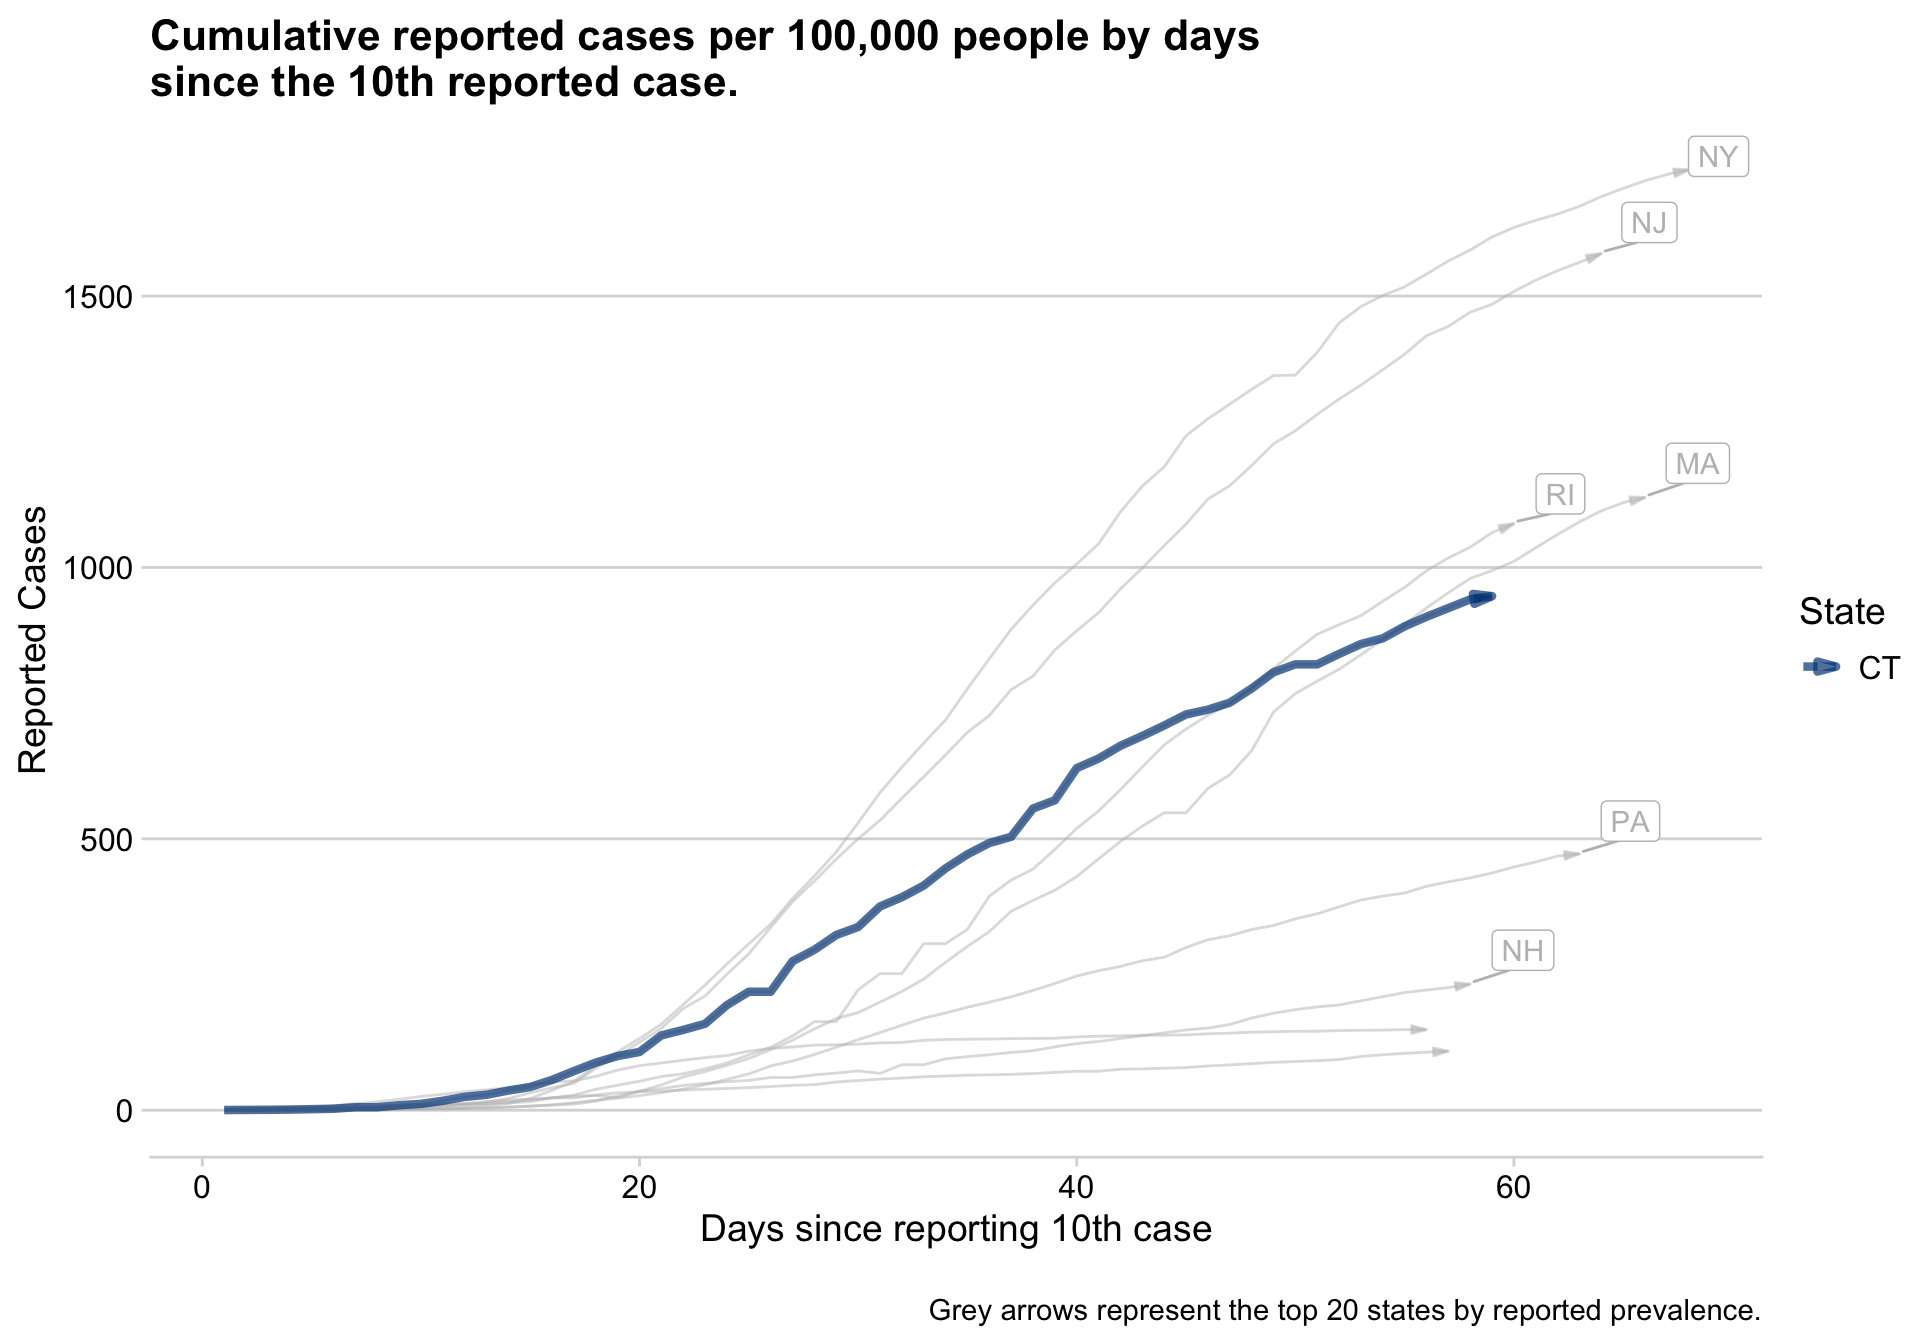 Cumulative reported cases per 100,000 people by days
since the 10th reported case.
NY
NJ
1500
MA
RI
Reported Cases
1000
State
CT
PA
500
NH
0
0 20 40 60
Days since reporting 10th case
Grey arrows represent the top 20 states by reported prevalence.